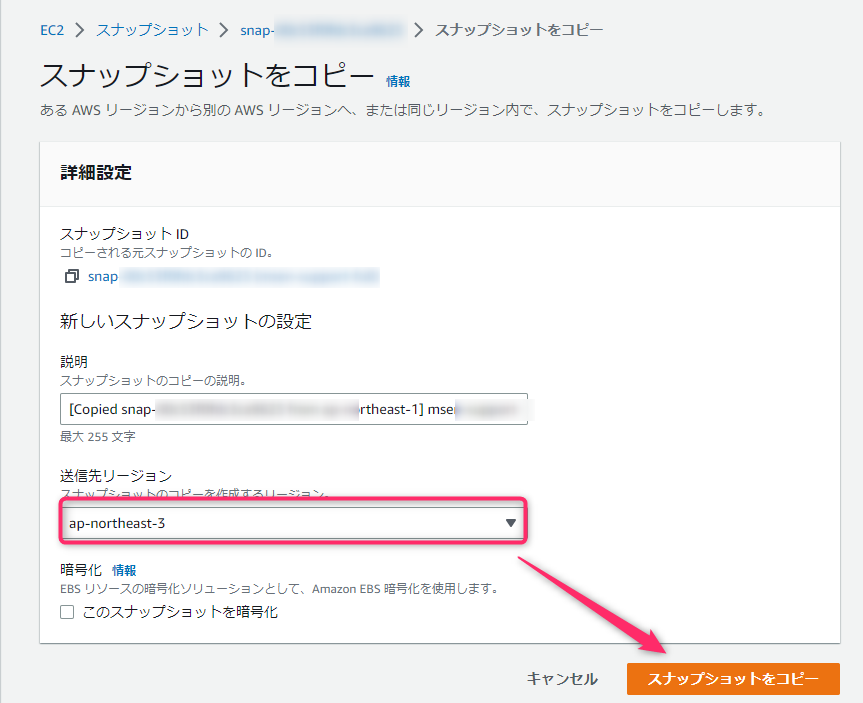 EC2 > スナップショット > snap- > スナップショットをコピー
スナップショットをコピー 情報
ある AWS リージョンから別の AWS リージョンへ、または同じリージョン内で、スナップショットをコピーします。
詳細設定
スナップショット ID
コピーされる元スナップショットの ID。
snap
新しいスナップショットの設定
説明
スナップショットのコピーの説明。
[Copied snap- rtheast-1] mse
最大 255 文字
送信先リージョン
スナップショットのコピーを作成するリージョン。
ap-northeast-3
暗号化 情報
EBS リソースの暗号化ソリューションとして、Amazon EBS 暗号化を使用します。
このスナップショットを暗号化
キャンセル スナップショットをコピー